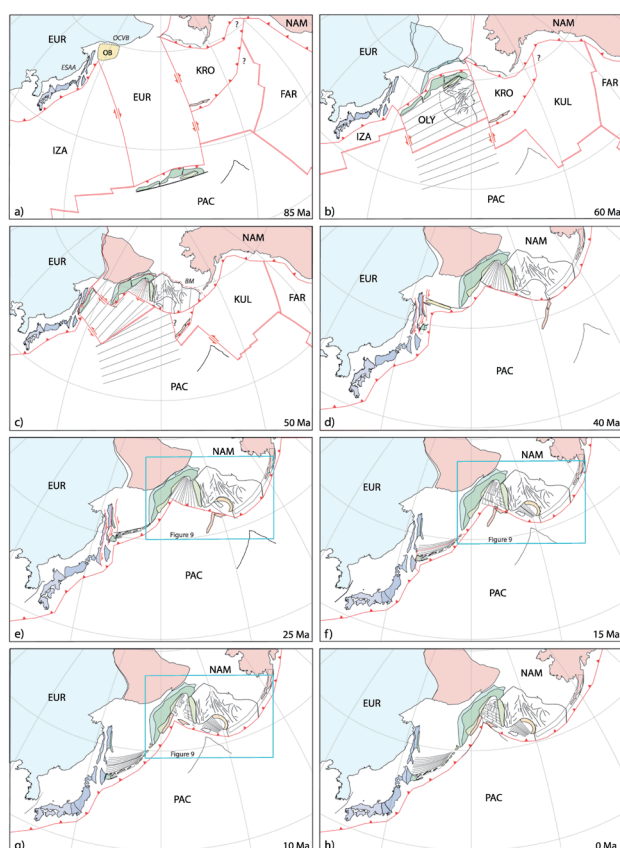 EUR
OCVB
NAM
OB
ESAA
?
KRO
?
EUR
FAR
IZA
PAC
a)
85 Ma
EUR
NAM
?
KRO
FAR
OLY
KUL
IZA
PAC
b)
60 Ma
NAM
EUR
BM
KUL
FAR
?
PAC
c)
50 Ma
NAM
EUR
PAC
d)
40 Ma
NAM
EUR
Figure 9
PAC
e)
25 Ma
NAM
EUR
Figure 9
PAC
f)
15 Ma
NAM
EUR
Figure 9
PAC
g)
10 Ma
NAM
EUR
PAC
h)
0 Ma